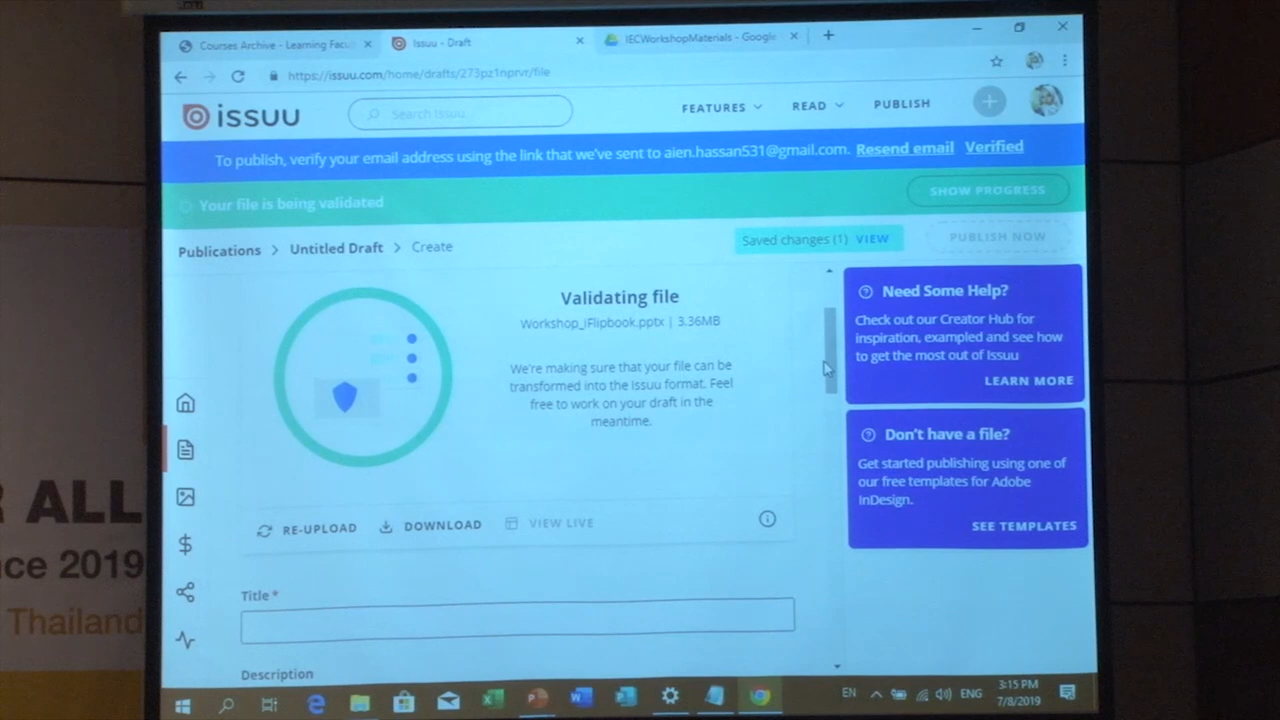 Courses Archive - Learning Facu
Issuu - Draft
IECWorkshopMaterials - Google
https://issuu.com/home/drafts/273pz1nprvr/file
issuu
Search Issuu
FEATURES
READ
PUBLISH
To publish, verify your email address using the link that we've sent to aien.hassan531@gmail.com. Resend email Verified
Your file is being validated
SHOW PROGRESS
Publications > Untitled Draft > Create
Saved changes (1) VIEW
PUBLISH NOW
Validating file
Workshop_iFlipbook.pptx | 3.36MB
We're making sure that your file can be
transformed into the Issuu format. Feel
free to work on your draft in the
meantime.
RE-UPLOAD
DOWNLOAD
VIEW LIVE
Title *
Description
Need Some Help?
Check out our Creator Hub for
inspiration, exampled and see how
to get the most out of Issuu
LEARN MORE
Don't have a file?
Get started publishing using one of
our free templates for Adobe
InDesign.
SEE TEMPLATES
R ALL
nce 2019
Thailand
EN
ENG
3:15 PM
7/8/2019